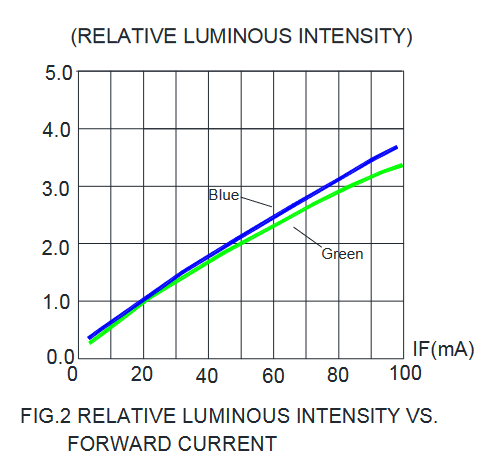 (RELATIVE LUMINOUS INTENSITY)
5.0
4.0
3.0
2.0
1.0
0.0
Blue
Green
IF(mA)
0 20 40 60 80 100
FIG.2 RELATIVE LUMINOUS INTENSITY VS.
FORWARD CURRENT